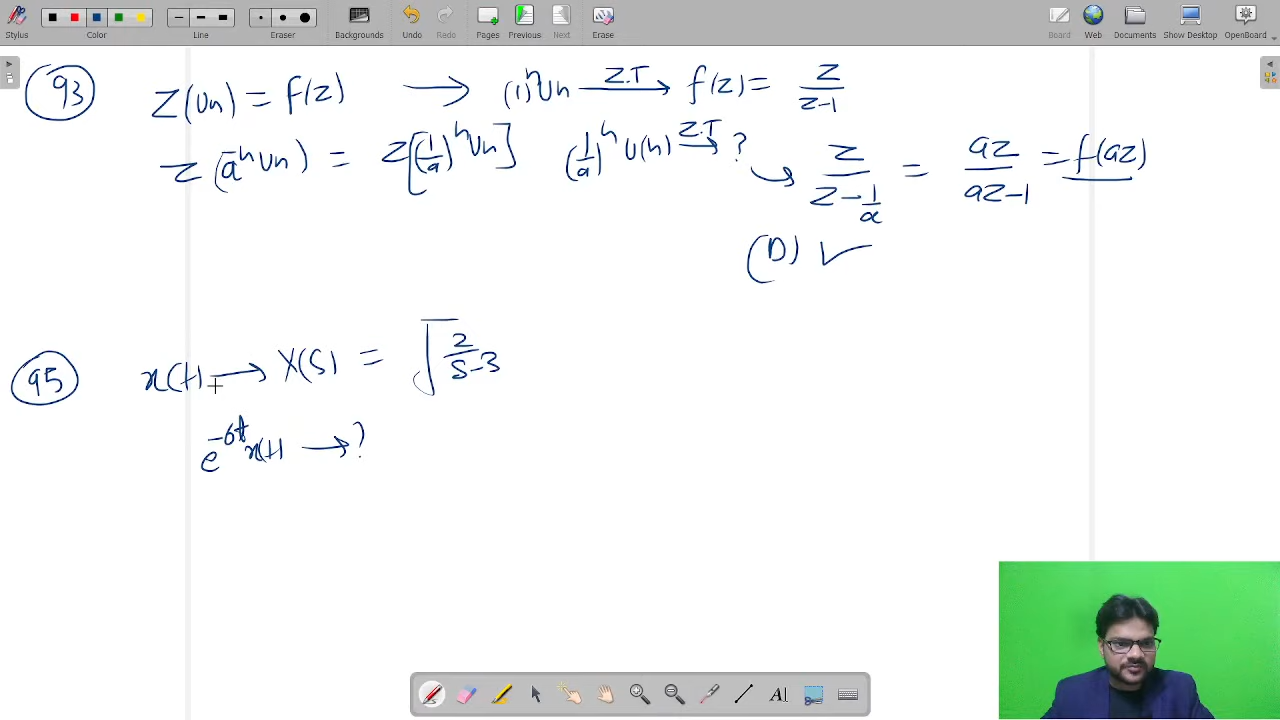 Stylus Color Line Eraser Backgrounds Undo Redo Pages Previous Next Erase Board Web Documents Show Desktop OpenBoard
93 Z(Un) = f(z) → (1)^n Un —Z.T→ f(z) = z/(z-1)
Z(a^-n Un) = Z[(1/a)^n Un] (1/a)^n U(n) —Z.T→ ? ↘ z/(z - 1/a) = az/(az-1) = f(az)
(D) ✓
95 x(t) → X(S) = √(2/(S-3))
e^-6t x(t) → ?
AI